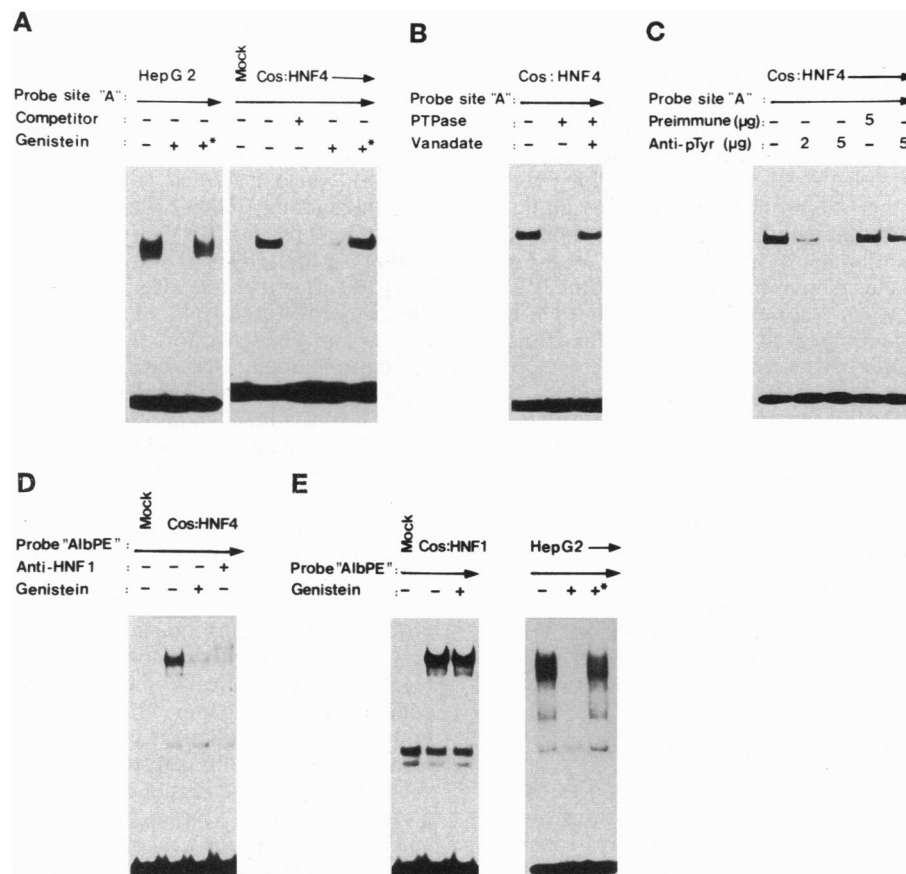 A
HepG2
Mock
Cos:HNF4
Probe site "A" :
Competitor : - - - - - + - -
Genistein : - + +* - - - + +*
B
Cos: HNF4
Probe site "A" :
PTPase : - + +
Vanadate : - - +
C
Cos:HNF4
Probe site "A" :
Preimmune (µg) : - - - 5 -
Anti-pTyr (µg) : - 2 5 - 5
D
Mock
Cos:HNF4
Probe "AlbPE" :
Anti-HNF1 : - - - +
Genistein : - - + -
E
Mock
Cos:HNF1
HepG2
Probe "AlbPE" :
Genistein : - - + - + +*